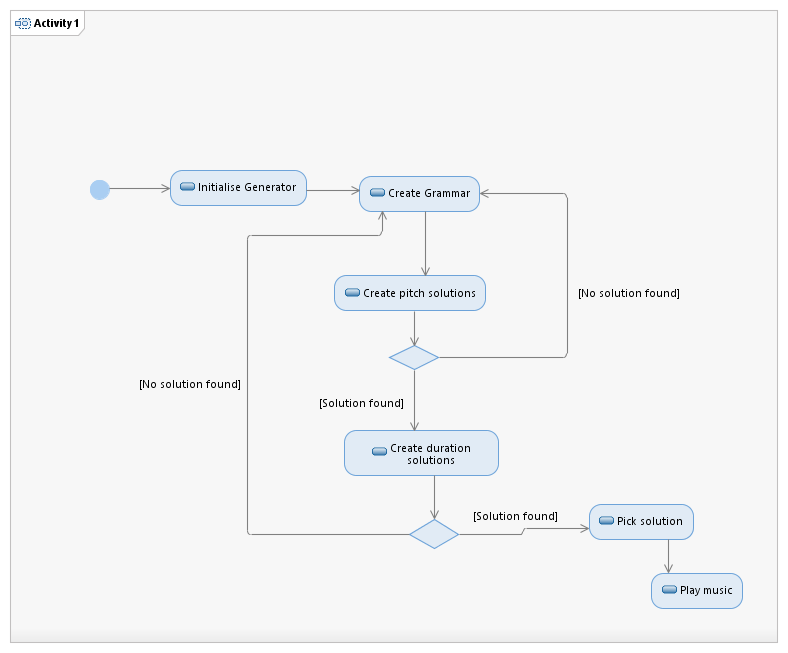 Activity 1
Initialise Generator
Create Grammar
Create pitch solutions
[No solution found]
[No solution found]
[Solution found]
Create duration
solutions
[Solution found]
Pick solution
Play music